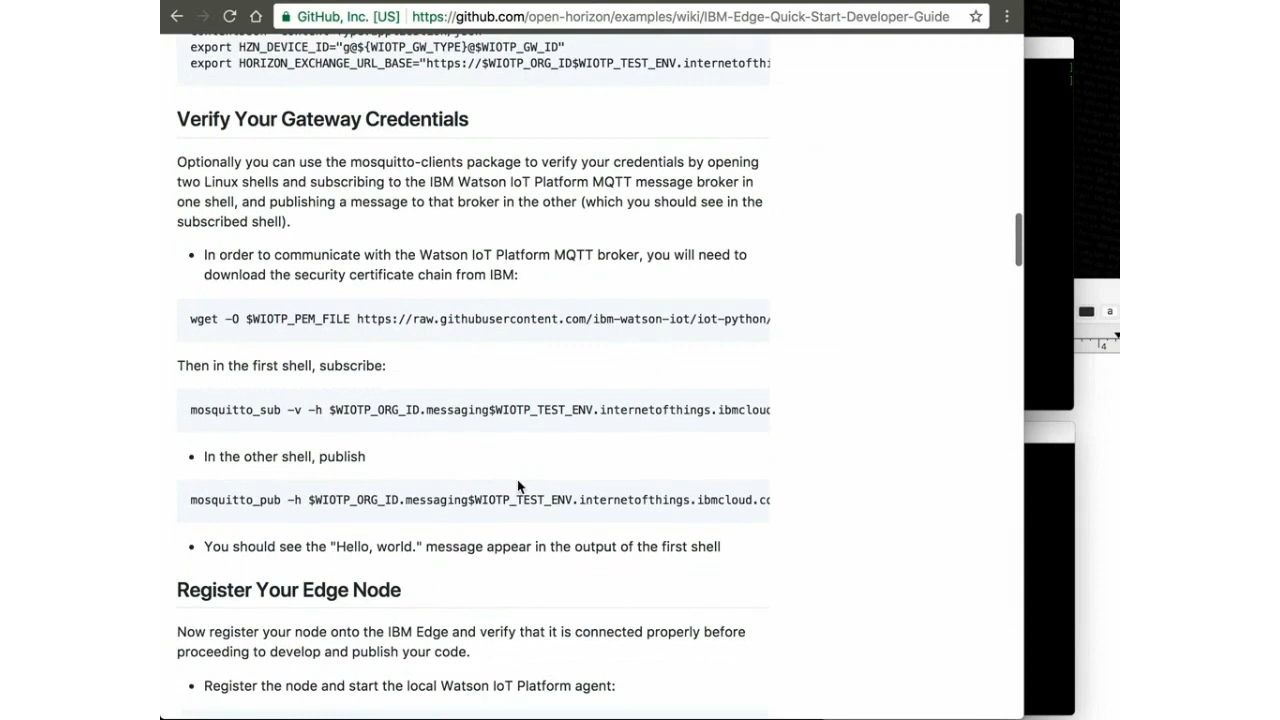 GitHub, Inc. [US] https://github.com/open-horizon/examples/wiki/IBM-Edge-Quick-Start-Developer-Guide
export HZN_DEVICE_ID="g@${WIOTP_GW_TYPE}@$WIOTP_GW_ID"
export HORIZON_EXCHANGE_URL_BASE="https://$WIOTP_ORG_ID$WIOTP_TEST_ENV.internetofthi
Verify Your Gateway Credentials
Optionally you can use the mosquitto-clients package to verify your credentials by opening
two Linux shells and subscribing to the IBM Watson IoT Platform MQTT message broker in
one shell, and publishing a message to that broker in the other (which you should see in the
subscribed shell).
• In order to communicate with the Watson IoT Platform MQTT broker, you will need to
download the security certificate chain from IBM:
wget -O $WIOTP_PEM_FILE https://raw.githubusercontent.com/ibm-watson-iot/iot-python/
Then in the first shell, subscribe:
mosquitto_sub -v -h $WIOTP_ORG_ID.messaging$WIOTP_TEST_ENV.internetofthings.ibmcloud
• In the other shell, publish
mosquitto_pub -h $WIOTP_ORG_ID.messaging$WIOTP_TEST_ENV.internetofthings.ibmcloud.co
• You should see the "Hello, world." message appear in the output of the first shell
Register Your Edge Node
Now register your node onto the IBM Edge and verify that it is connected properly before
proceeding to develop and publish your code.
• Register the node and start the local Watson IoT Platform agent:
a
4